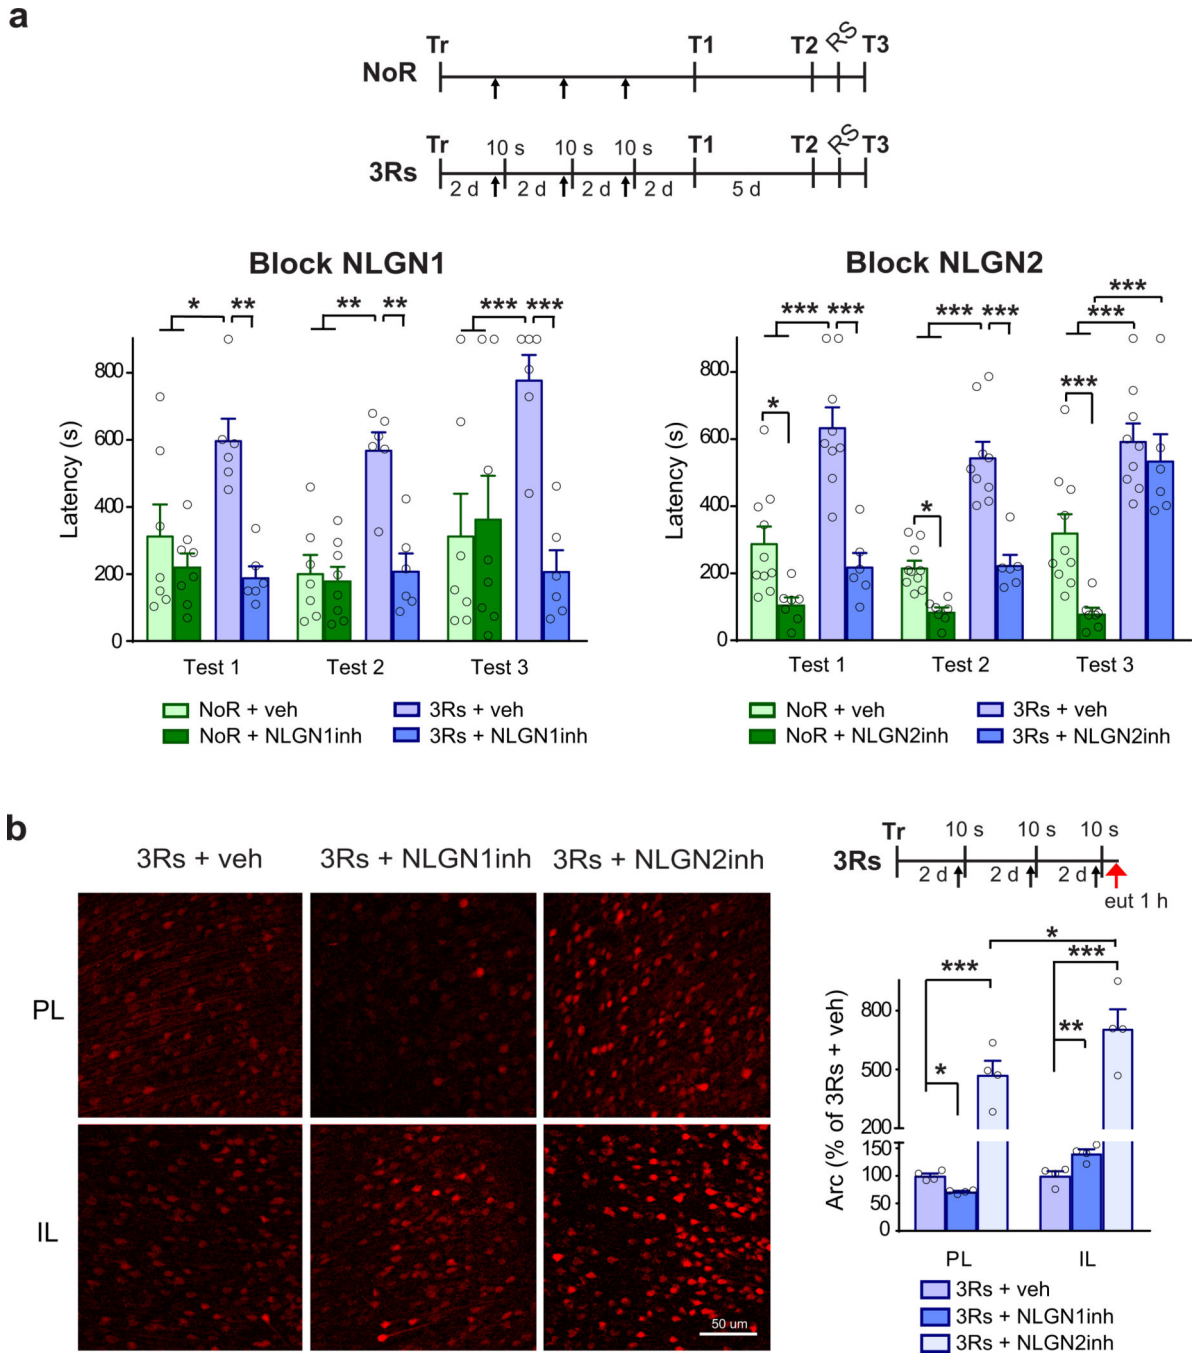 a
Tr T1 T2 RS T3
NoR
Tr 10 s 10 s 10 s T1 T2 RS T3
3Rs
2 d 2 d 2 d 2 d 5 d
Block NLGN1
* ** ** ** *** ***
Latency (s)
800
600
400
200
0
Test 1 Test 2 Test 3
NoR + veh 3Rs + veh
NoR + NLGN1inh 3Rs + NLGN1inh
Block NLGN2
*** *** *** *** *** ***
* * ***
Latency (s)
800
600
400
200
0
Test 1 Test 2 Test 3
NoR + veh 3Rs + veh
NoR + NLGN2inh 3Rs + NLGN2inh
b
3Rs + veh 3Rs + NLGN1inh 3Rs + NLGN2inh
PL
IL
50 um
Tr 10 s 10 s 10 s
3Rs
2 d 2 d 2 d
eut 1 h
*
*** ***
* **
Arc (% of 3Rs + veh)
800
500
200
150
100
50
0
PL IL
3Rs + veh
3Rs + NLGN1inh
3Rs + NLGN2inh